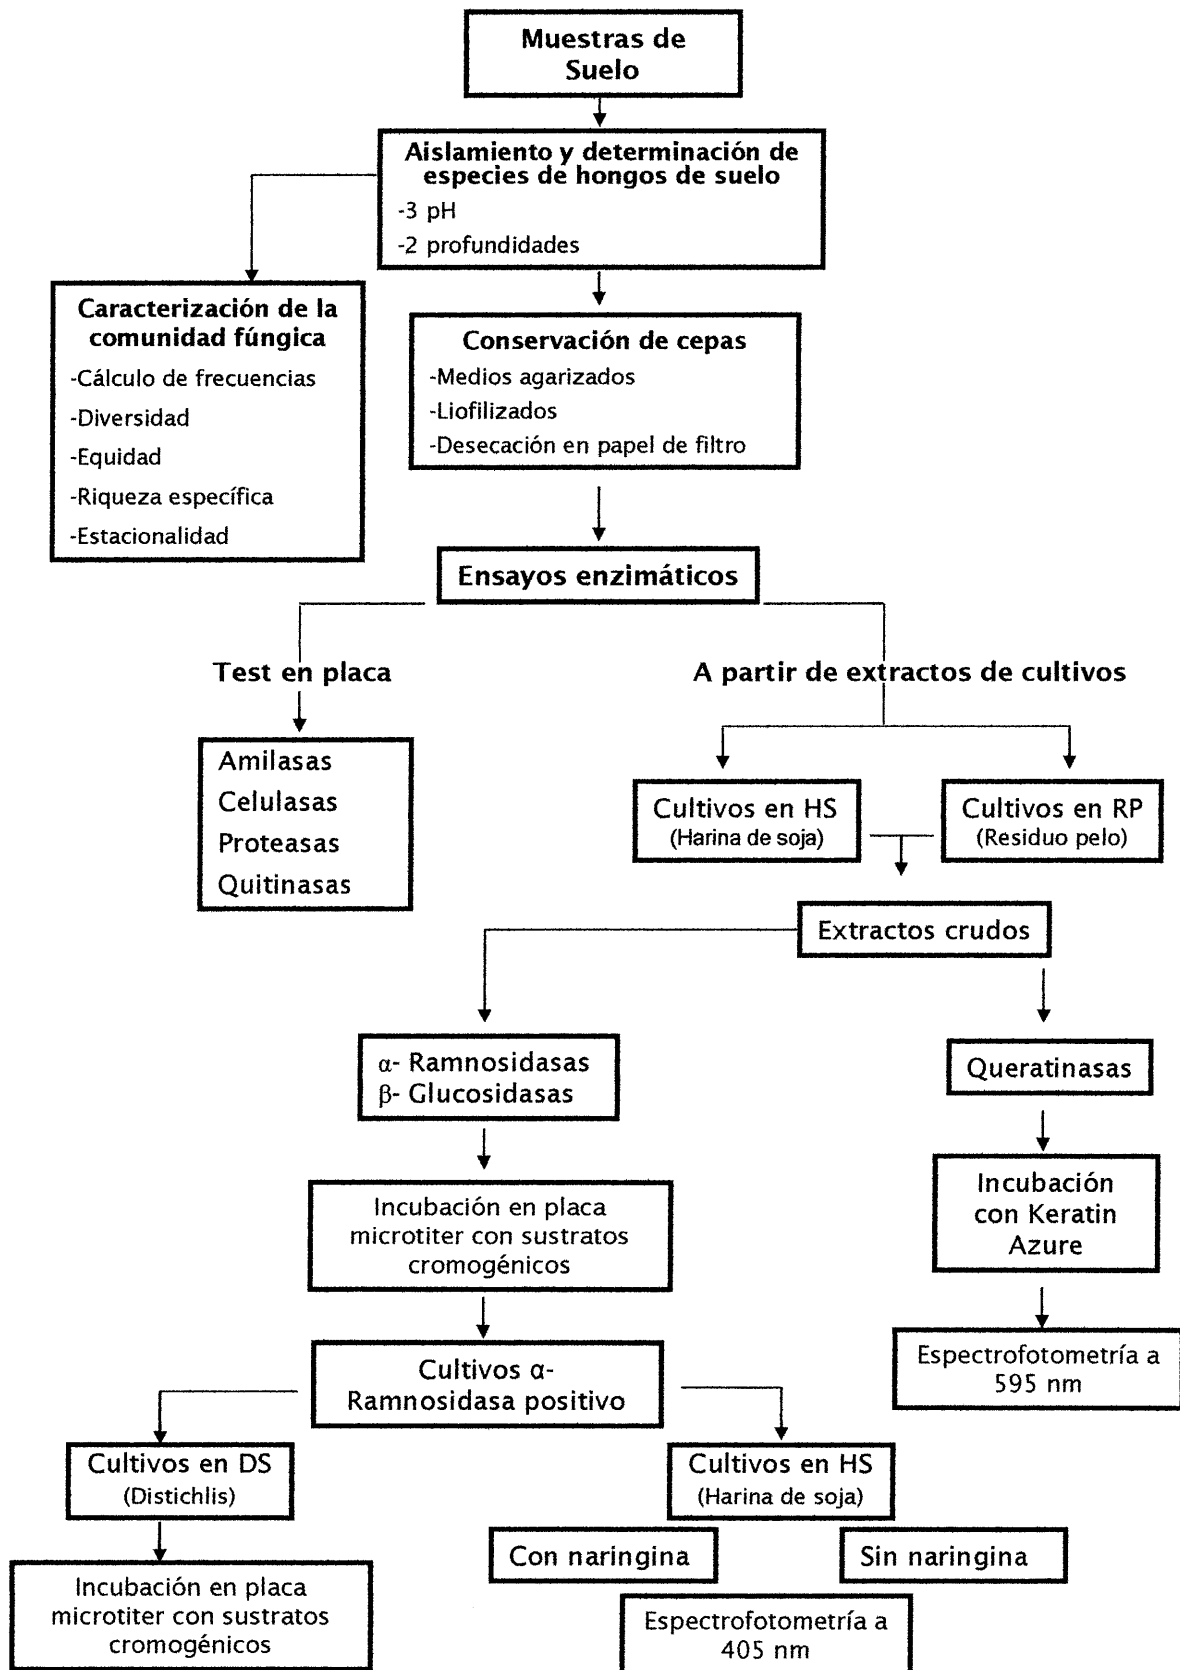 Muestras de
Suelo
Aislamiento y determinación de
especies de hongos de suelo
-3 pH
-2 profundidades
Caracterización de la
comunidad fúngica
-Cálculo de frecuencias
-Diversidad
-Equidad
-Riqueza específica
-Estacionalidad
Conservación de cepas
-Medios agarizados
-Liofilizados
-Desecación en papel de filtro
Ensayos enzimáticos
Test en placa
A partir de extractos de cultivos
Amilasas
Celulasas
Proteasas
Quitinasas
Cultivos en HS
(Harina de soja)
Cultivos en RP
(Residuo pelo)
Extractos crudos
α- Ramnosidasas
β- Glucosidasas
Queratinasas
Incubación en placa
microtiter con sustratos
cromogénicos
Incubación
con Keratin
Azure
Cultivos α-
Ramnosidasa positivo
Espectrofotometría a
595 nm
Cultivos en DS
(Distichlis)
Cultivos en HS
(Harina de soja)
Con naringina
Sin naringina
Incubación en placa
microtiter con sustratos
cromogénicos
Espectrofotometría a
405 nm